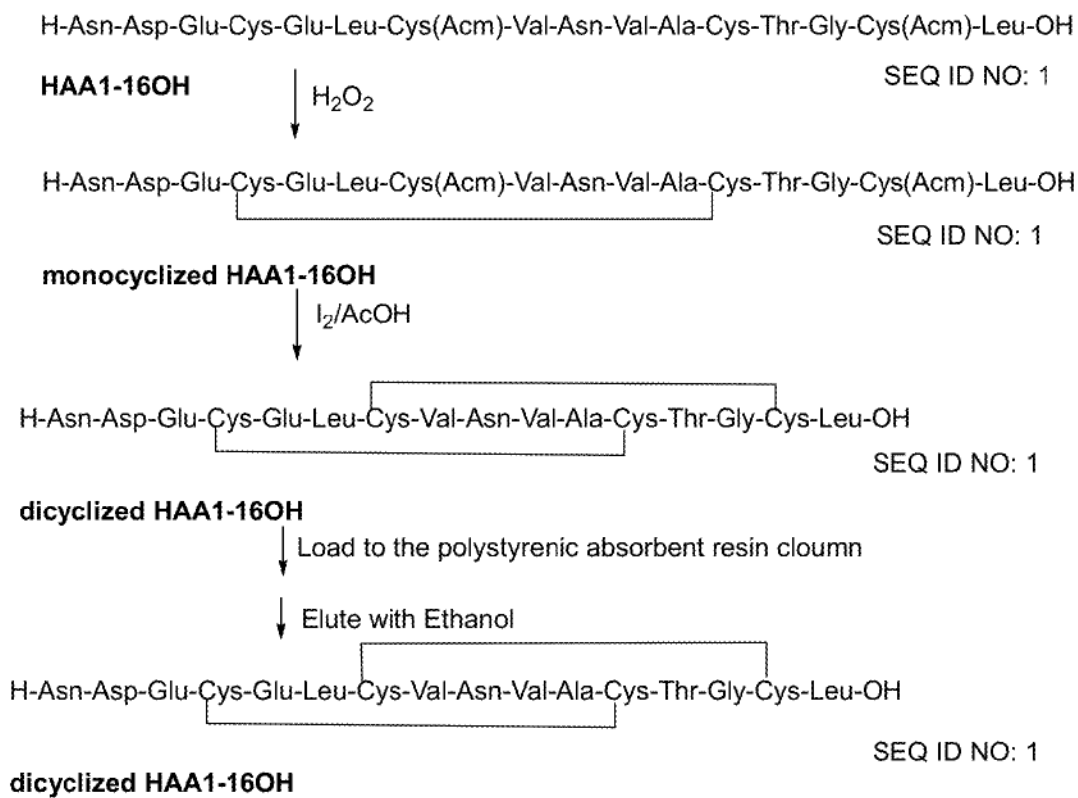 H-Asn-Asp-Glu-Cys-Glu-Leu-Cys(Acm)-Val-Asn-Val-Ala-Cys-Thr-Gly-Cys(Acm)-Leu-OH
SEQ ID NO: 1
HAA1-16OH
H₂O₂
H-Asn-Asp-Glu-Cys-Glu-Leu-Cys(Acm)-Val-Asn-Val-Ala-Cys-Thr-Gly-Cys(Acm)-Leu-OH
SEQ ID NO: 1
monocyclized HAA1-16OH
I₂/AcOH
H-Asn-Asp-Glu-Cys-Glu-Leu-Cys-Val-Asn-Val-Ala-Cys-Thr-Gly-Cys-Leu-OH
SEQ ID NO: 1
dicyclized HAA1-16OH
Load to the polystyrenic absorbent resin cloumn
Elute with Ethanol
H-Asn-Asp-Glu-Cys-Glu-Leu-Cys-Val-Asn-Val-Ala-Cys-Thr-Gly-Cys-Leu-OH
SEQ ID NO: 1
dicyclized HAA1-16OH